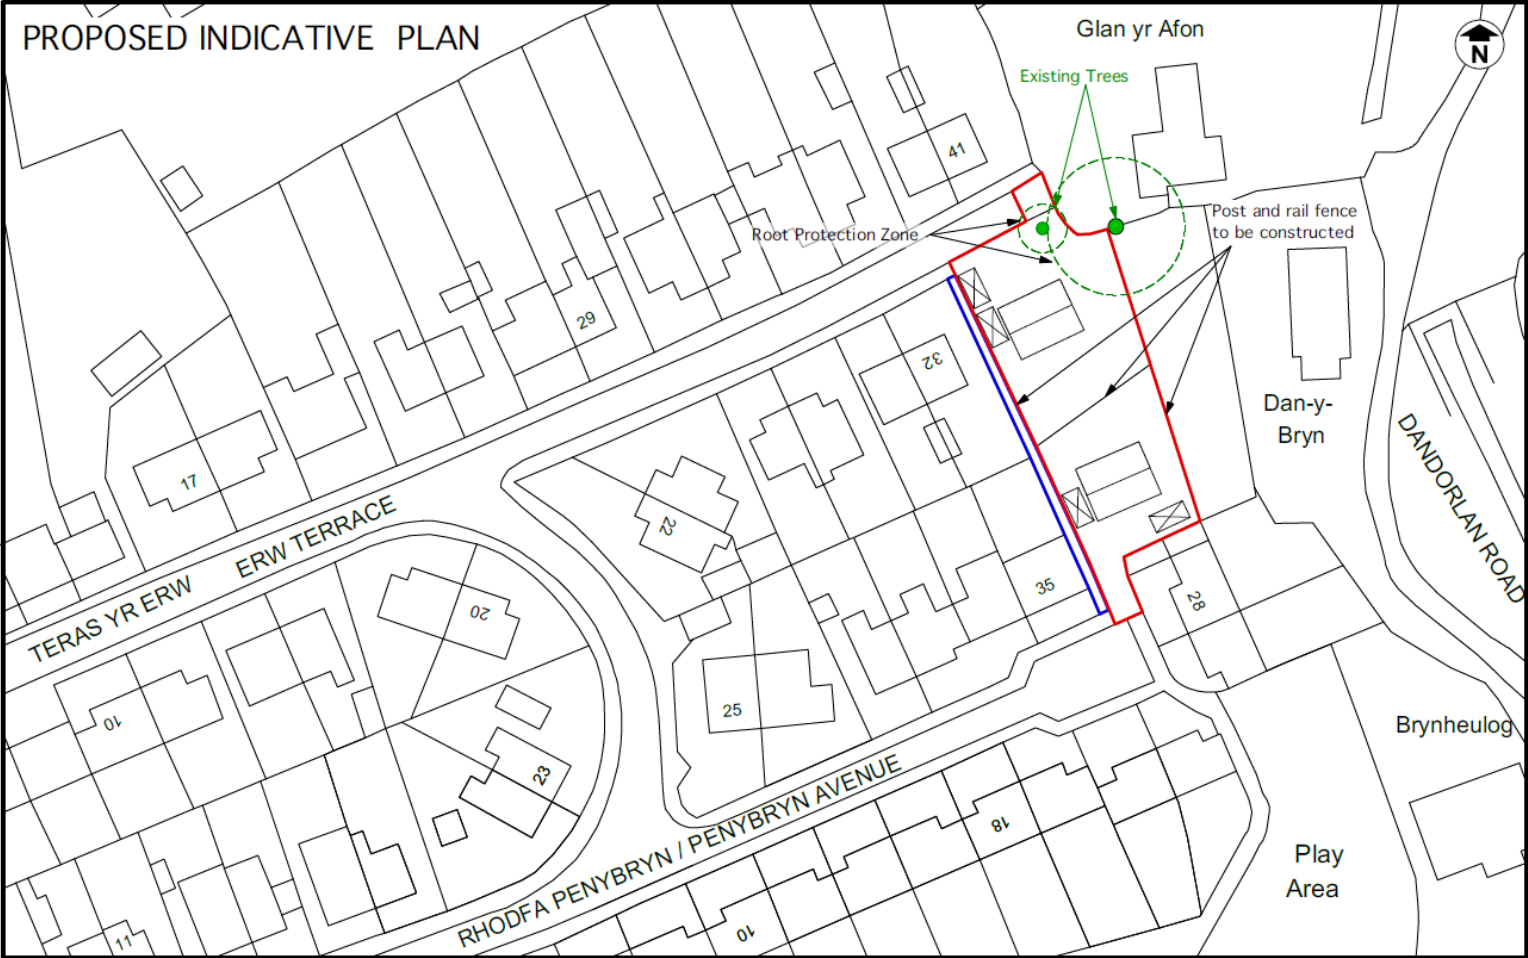 PROPOSED INDICATIVE PLAN
Glan yr Afon
N
Existing Trees
41
Post and rail fence
to be constructed
Root Protection Zone
29
32
Dan-y-
Bryn
17
DANDORLAN ROAD
22
TERAS YR ERW
ERW TERRACE
35
28
20
10
25
Brynheulog
23
RHODFA PENYBRYN / PENYBRYN AVENUE
18
Play
Area
10
11